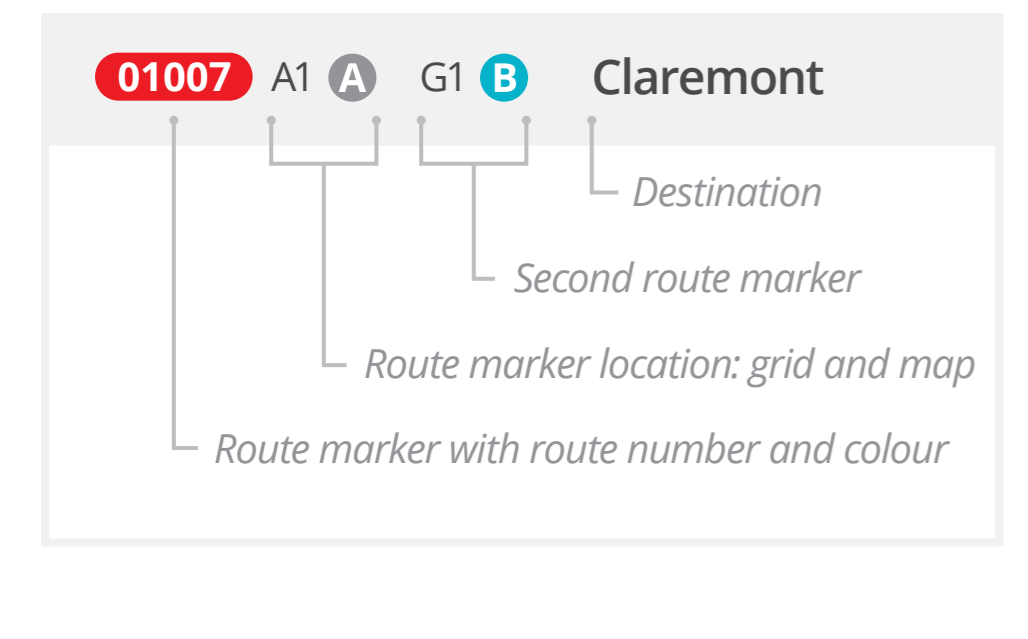 01007 A1 A G1 B Claremont
Destination
Second route marker
Route marker location: grid and map
Route marker with route number and colour